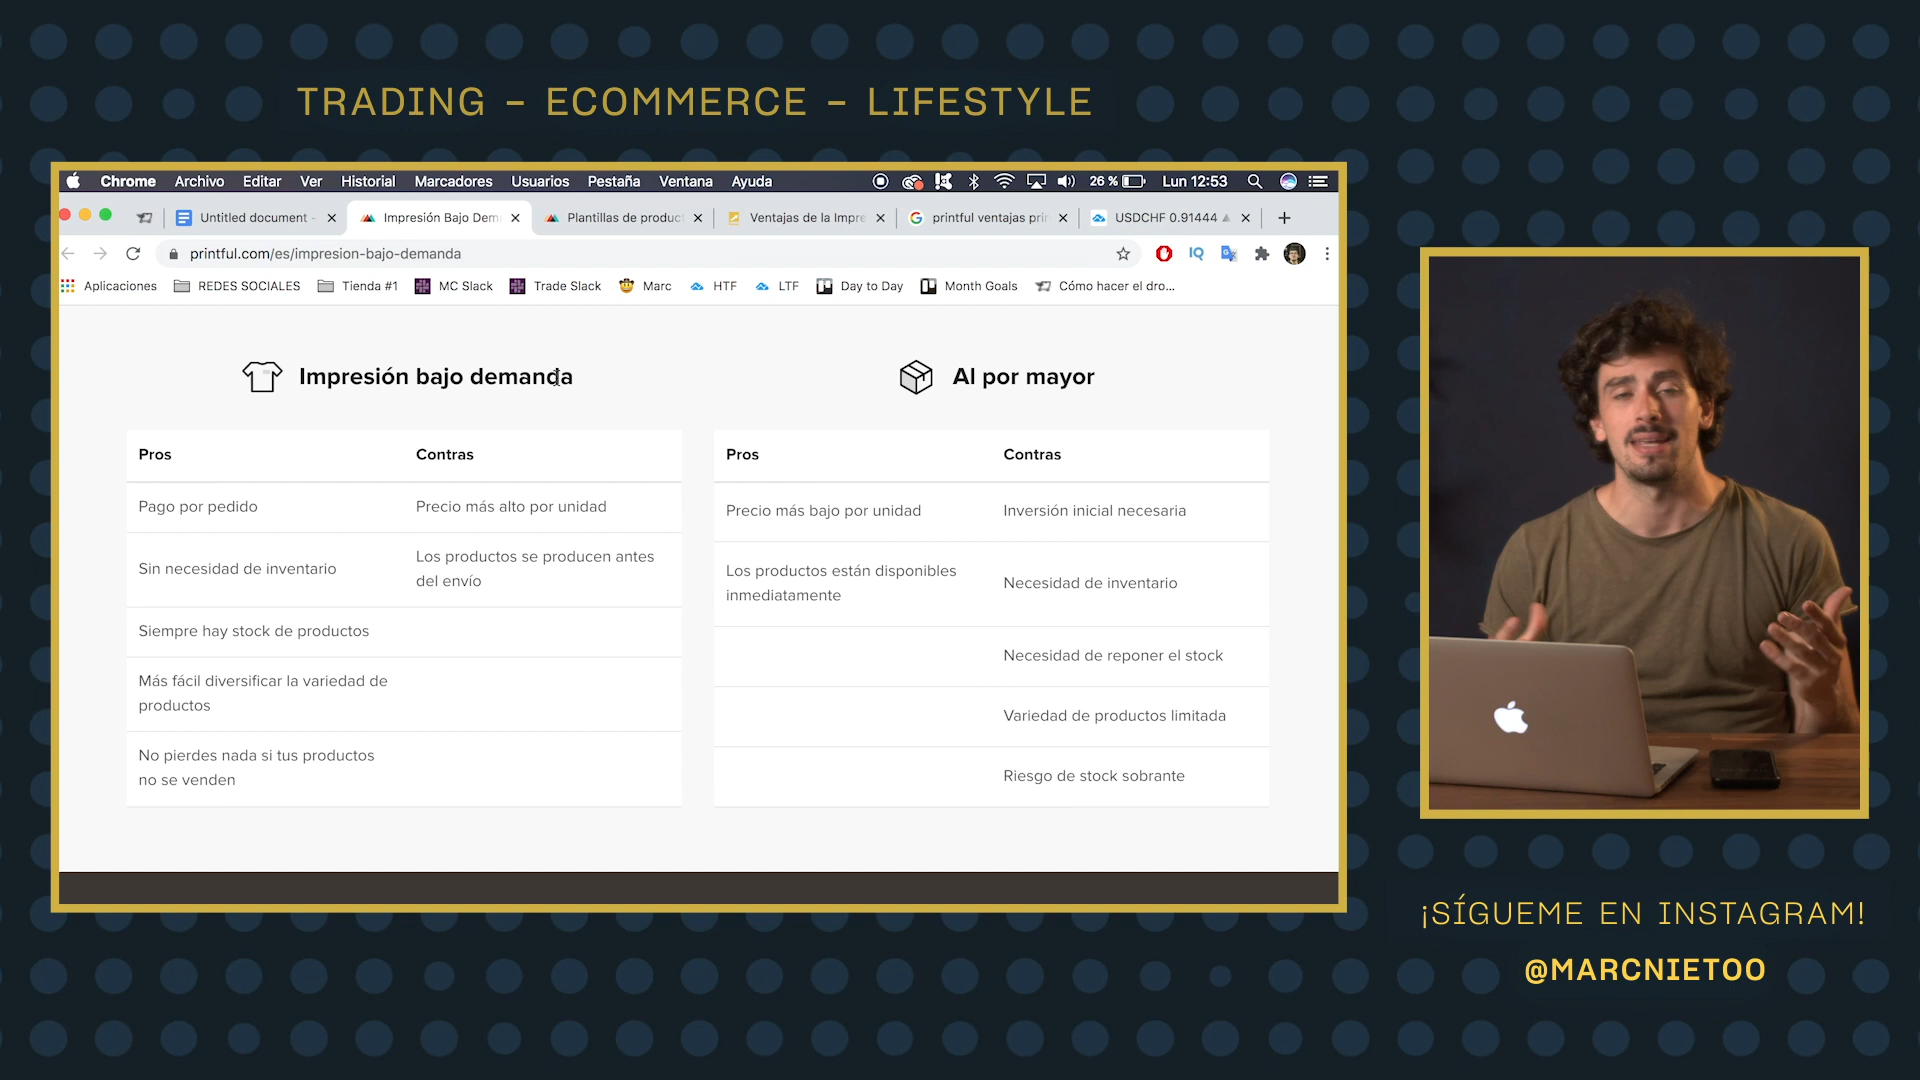 TRADING - ECOMMERCE - LIFESTYLE
Chrome Archivo Editar Ver Historial Marcadores Usuarios Pestaña Ventana Ayuda 26 % Lun 12:53
Untitled document - Impresión Bajo Dem Plantillas de product Ventajas de la Impre printful ventajas prin USDCHF 0.91444
printful.com/es/impresion-bajo-demanda IQ
Aplicaciones REDES SOCIALES Tienda #1 MC Slack Trade Slack Marc HTF LTF Day to Day Month Goals Cómo hacer el dro...
Impresión bajo demanda
Pros Contras
Pago por pedido Precio más alto por unidad
Sin necesidad de inventario Los productos se producen antes
del envío
Siempre hay stock de productos
Más fácil diversificar la variedad de
productos
No pierdes nada si tus productos
no se venden
Al por mayor
Pros Contras
Precio más bajo por unidad Inversión inicial necesaria
Los productos están disponibles
inmediatamente Necesidad de inventario
Necesidad de reponer el stock
Variedad de productos limitada
Riesgo de stock sobrante
¡SÍGUEME EN INSTAGRAM!
@MARCNIETOO